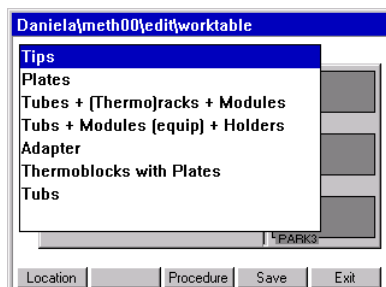 Daniela\meth00\edit\worktable
Tips
Plates
Tubes + (Thermo)racks + Modules
Tubs + Modules (equip) + Holders
Adapter
Thermoblocks with Plates
Tubs
PARK3
Location Procedure Save Exit